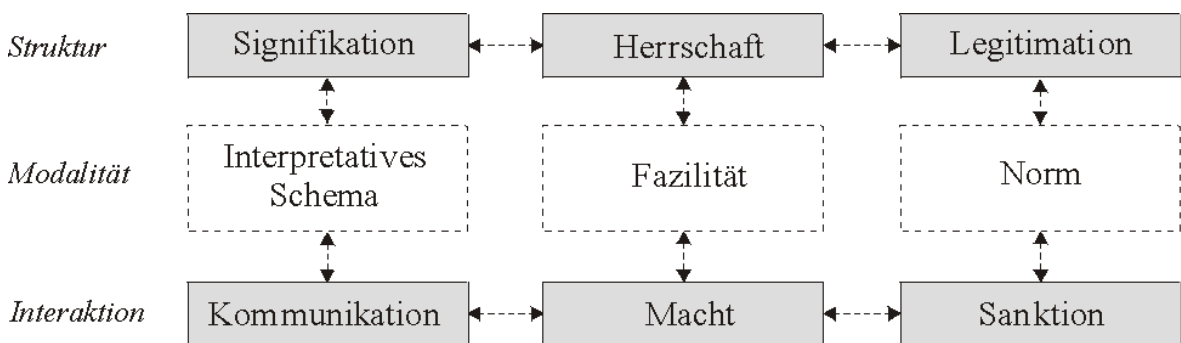 Struktur
Signifikation
Herrschaft
Legitimation
Modalität
Interpretatives
Schema
Fazilität
Norm
Interaktion
Kommunikation
Macht
Sanktion